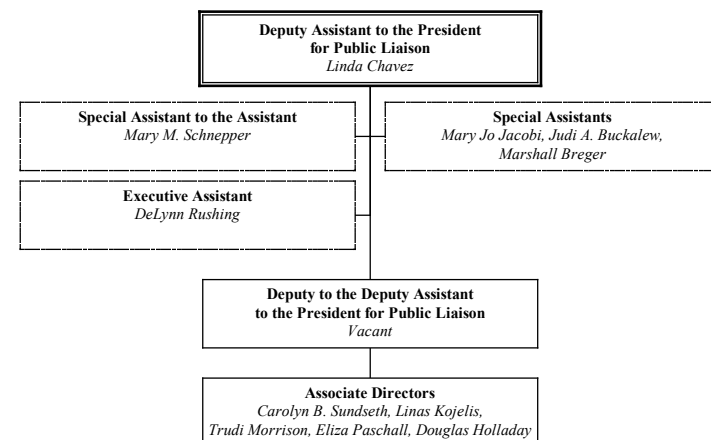 Deputy Assistant to the President
for Public Liaison
Linda Chavez
Special Assistant to the Assistant
Mary M. Schnepper
Special Assistants
Mary Jo Jacobi, Judi A. Buckalew,
Marshall Breger
Executive Assistant
DeLynn Rushing
Deputy to the Deputy Assistant
to the President for Public Liaison
Vacant
Associate Directors
Carolyn B. Sundseth, Linas Kojelis,
Trudi Morrison, Eliza Paschall, Douglas Holladay